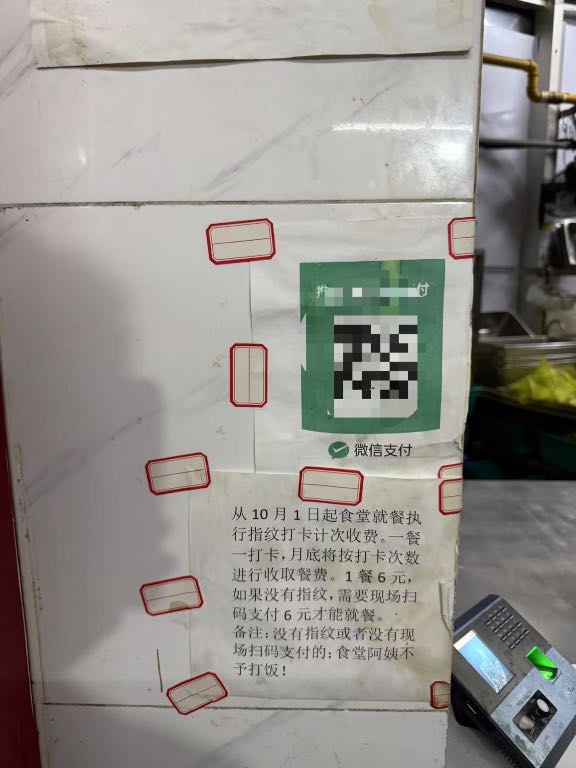 推 付
微信支付
从 10 月 1 日起食堂就餐执
行指纹打卡计次收费。一餐
一打卡，月底将按打卡次数
进行收取餐费。1 餐 6 元，
如果没有指纹，需要现场扫
码支付 6 元才能就餐。
备注：没有指纹或者没有现
场扫码支付的；食堂阿姨不
予打饭！